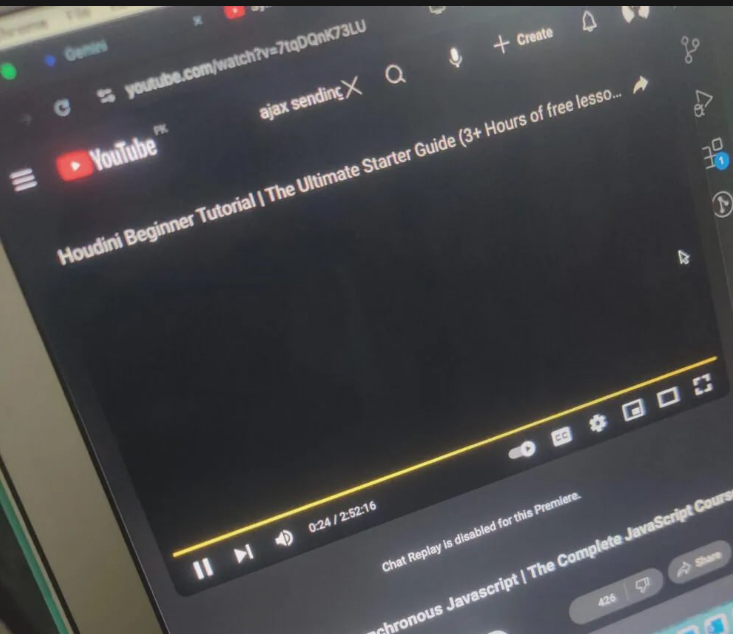 Gemini
youtube.com/watch?v=7tqDQnK73LU
ajax sending
Create
YouTube PK
Houdini Beginner Tutorial | The Ultimate Starter Guide (3+ Hours of free lesso...
1
CC
0:24 / 2:52:16
Chat Replay is disabled for this Premiere.
chronous Javascript | The Complete JavaScript Cours
426
Share